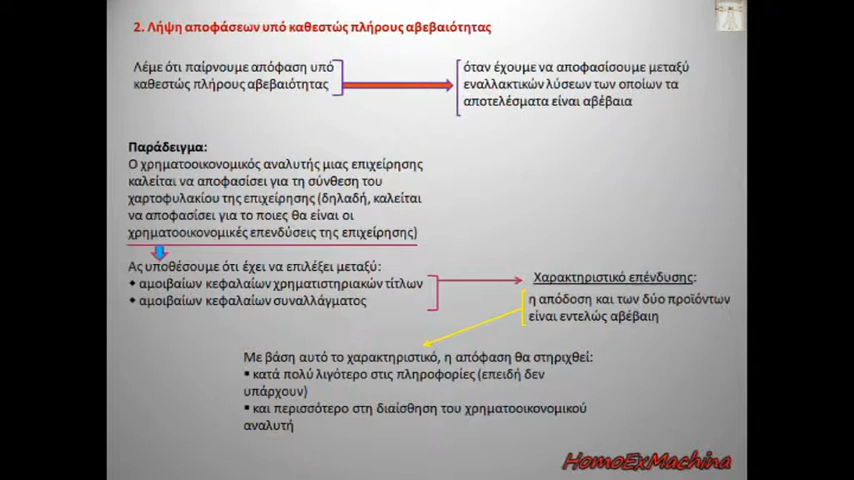 2. Λήψη αποφάσεων υπό καθεστώς πλήρους αβεβαιότητας
Λέμε ότι παίρνουμε απόφαση υπό
καθεστώς πλήρους αβεβαιότητας
όταν έχουμε να αποφασίσουμε μεταξύ
εναλλακτικών λύσεων των οποίων τα
αποτελέσματα είναι αβέβαια
Παράδειγμα:
Ο χρηματοοικονομικός αναλυτής μιας επιχείρησης
καλείται να αποφασίσει για τη σύνθεση του
χαρτοφυλακίου της επιχείρησης (δηλαδή, καλείται
να αποφασίσει για το ποιες θα είναι οι
χρηματοοικονομικές επενδύσεις της επιχείρησης)
Ας υποθέσουμε ότι έχει να επιλέξει μεταξύ:
• αμοιβαίων κεφαλαίων χρηματιστηριακών τίτλων
• αμοιβαίων κεφαλαίων συναλλάγματος
Χαρακτηριστικό επένδυσης:
η απόδοση και των δύο προϊόντων
είναι εντελώς αβέβαιη
Με βάση αυτό το χαρακτηριστικό, η απόφαση θα στηριχθεί:
▪ κατά πολύ λιγότερο στις πληροφορίες (επειδή δεν
υπάρχουν)
▪ και περισσότερο στη διαίσθηση του χρηματοοικονομικού
αναλυτή
HomoExMachina